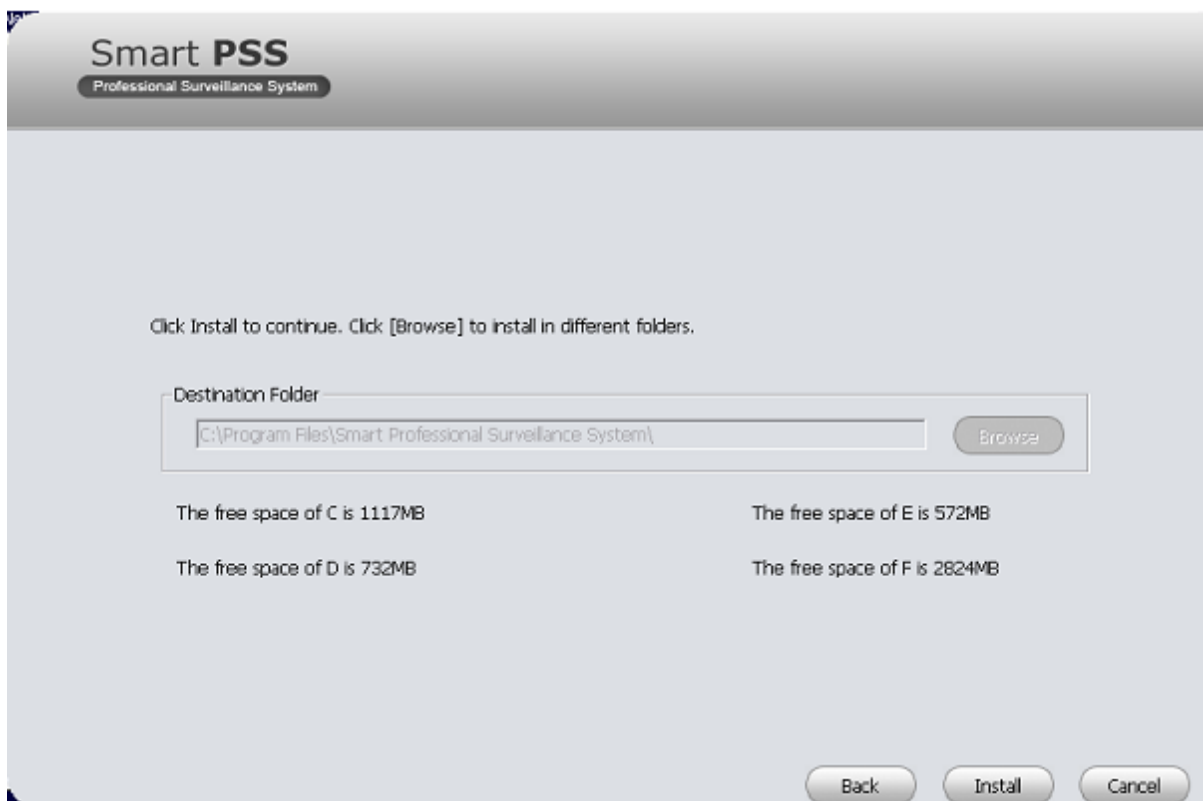 Smart PSS
Professional Surveillance System
Click Install to continue. Click [Browse] to install in different folders.
Destination Folder
C:\Program Files\Smart Professional Surveillance System\
Browse
The free space of C is 1117MB
The free space of E is 572MB
The free space of D is 732MB
The free space of F is 2824MB
Back
Install
Cancel